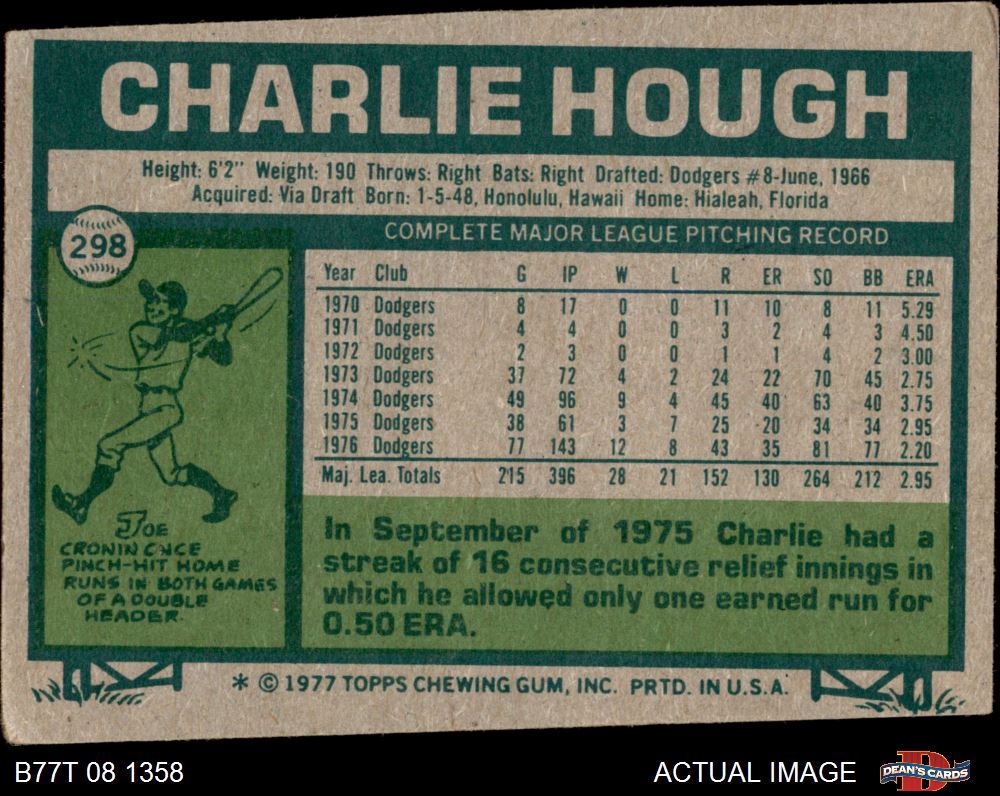 CHARLIE HOUGH
Height: 6'2" Weight: 190 Throws: Right Bats: Right Drafted: Dodgers #8-June, 1966
Acquired: Via Draft Born: 1-5-48, Honolulu, Hawaii Home: Hialeah, Florida
298
COMPLETE MAJOR LEAGUE PITCHING RECORD
Year Club G IP W L R ER SO BB ERA
1970 Dodgers 8 17 0 0 11 10 8 11 5.29
1971 Dodgers 4 4 0 0 3 2 4 3 4.50
1972 Dodgers 2 3 0 0 1 1 4 2 3.00
1973 Dodgers 37 72 4 2 24 22 70 45 2.75
1974 Dodgers 49 96 9 4 45 40 63 40 3.75
1975 Dodgers 38 61 3 7 25 20 34 34 2.95
1976 Dodgers 77 143 12 8 43 35 81 77 2.20
Maj. Lea. Totals 215 396 28 21 152 130 264 212 2.95
JOE
CRONIN ONCE
PINCH-HIT HOME
RUNS IN BOTH GAMES
OF A DOUBLE
HEADER.
In September of 1975 Charlie had a
streak of 16 consecutive relief innings in
which he allowed only one earned run for
0.50 ERA.
* © 1977 TOPPS CHEWING GUM, INC. PRTD. IN U.S.A.
B77T 08 1358
ACTUAL IMAGE
D
DEAN'S CARDS